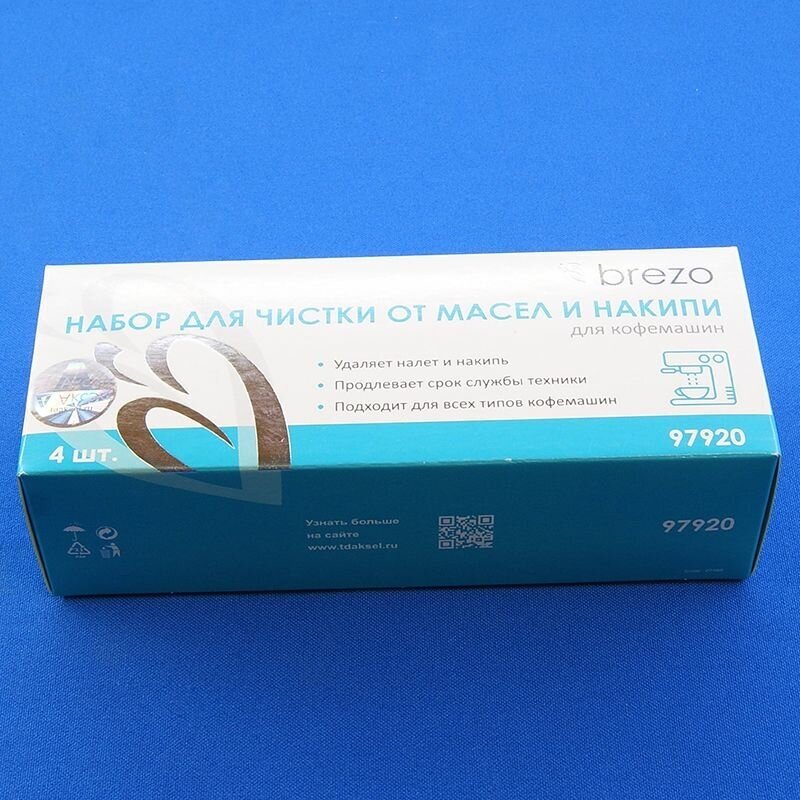 brezo
НАБОР ДЛЯ ЧИСТКИ ОТ МАСЕЛ И НАКИПИ
для кофемашин
• Удаляет налет и накипь
• Продлевает срок службы техники
• Подходит для всех типов кофемашин
4 шт.
97920
Узнать больше
на сайте
www.tdaksel.ru
97920